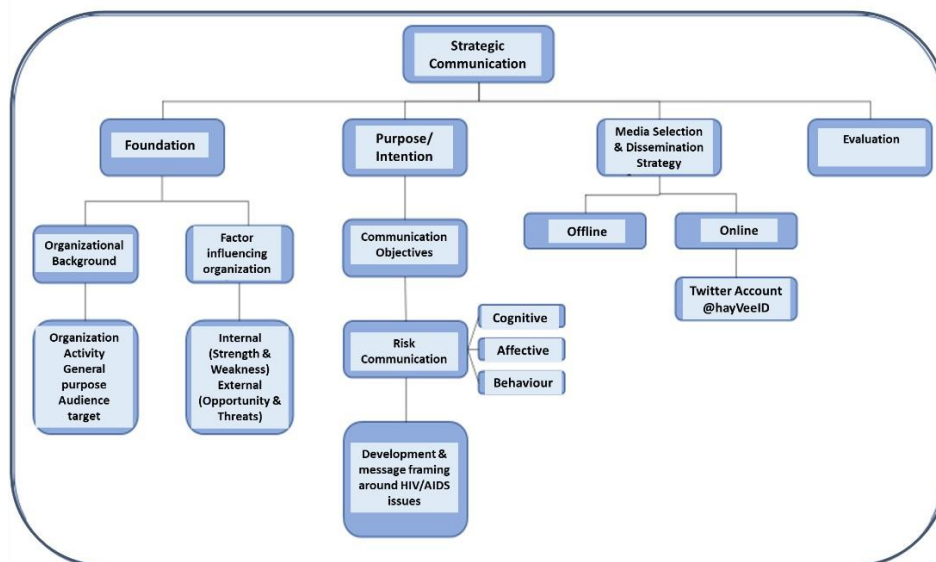 Strategic
Communication
Foundation
Purpose/
Intention
Media Selection
& Dissemination
Strategy
Evaluation
Organizational
Background
Factor
influencing
organization
Communication
Objectives
Offline
Online
Organization
Activity
General
purpose
Audience
target
Internal
(Strength &
Weakness)
External
(Opportunity &
Threats)
Risk
Communication
Cognitive
Affective
Behaviour
Twitter Account
@hayVeeID
Development &
message framing
around HIV/AIDS
issues